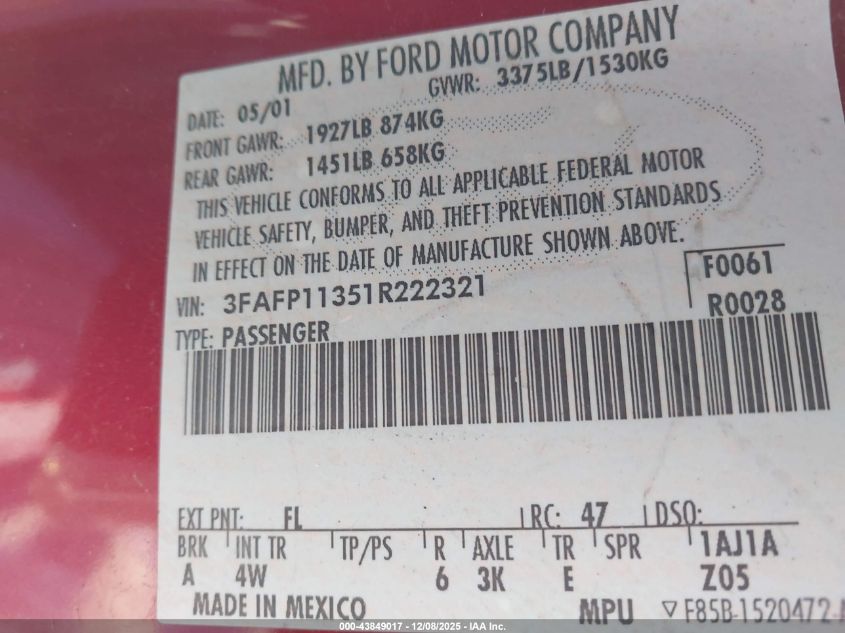 MFD. BY FORD MOTOR COMPANY
DATE: 05/01 GVWR: 3375LB/1530KG
FRONT GAWR: 1927LB 874KG
REAR GAWR: 1451LB 658KG
THIS VEHICLE CONFORMS TO ALL APPLICABLE FEDERAL MOTOR
VEHICLE SAFETY, BUMPER, AND THEFT PREVENTION STANDARDS
IN EFFECT ON THE DATE OF MANUFACTURE SHOWN ABOVE.
VIN: 3FAFP11351R222321 F0061
TYPE: PASSENGER R0028
EXT PNT: FL RC: 47 DSO:
BRK INT TR TP/PS R AXLE TR SPR 1AJ1A
A 4W 6 3K E Z05
MADE IN MEXICO MPU ▽F85B-1520472-
000-43849017 - 12/08/2025 - IAA Inc.